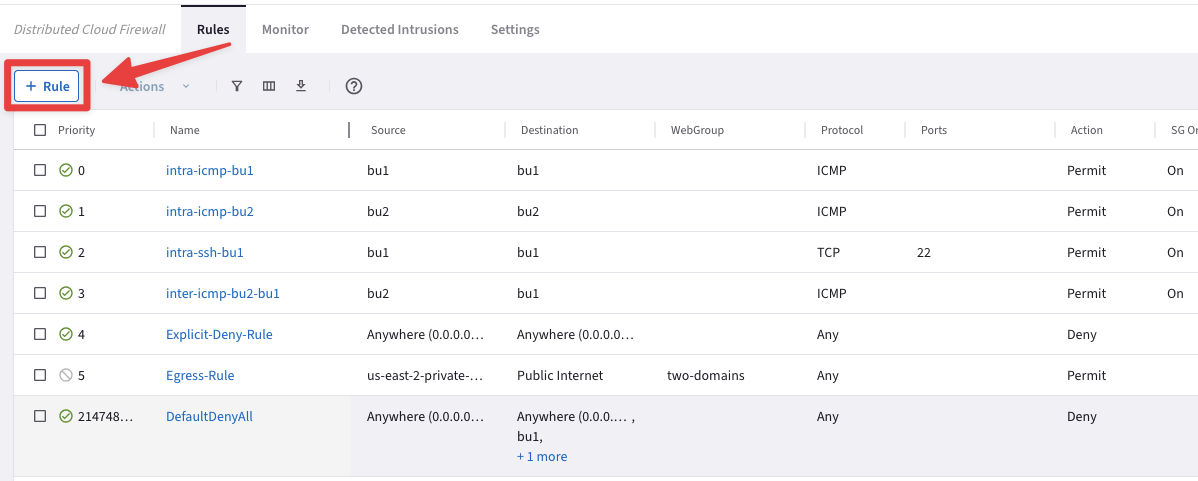 Distributed Cloud Firewall Rules Monitor Detected Intrusions Settings
+ Rule Actions
Priority Name Source Destination WebGroup Protocol Ports Action SG Or
0 intra-icmp-bu1 bu1 bu1 ICMP Permit On
1 intra-icmp-bu2 bu2 bu2 ICMP Permit On
2 intra-ssh-bu1 bu1 bu1 TCP 22 Permit On
3 inter-icmp-bu2-bu1 bu2 bu1 ICMP Permit On
4 Explicit-Deny-Rule Anywhere (0.0.0.0… Anywhere (0.0.0.0… Any Deny
5 Egress-Rule us-east-2-private-… Public Internet two-domains Any Permit
214748… DefaultDenyAll Anywhere (0.0.0.0… Anywhere (0.0.0.… , Any Deny
bu1,
+ 1 more